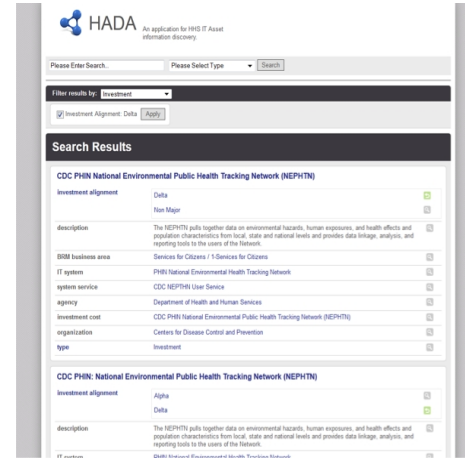 HADA
An application for HHS IT Asset
information discovery.
Please Enter Search..
Please Select Type
Search
Filter results by:
Investment
Investment Alignment: Delta
Apply
Search Results
CDC PHIN National Environmental Public Health Tracking Network (NEPHTN)
investment alignment
Delta
Non Major
description
The NEPHTN pulls together data on environmental hazards, human exposures, and health effects and
population characteristics from local, state and national levels and provides data linkage, analysis, and
reporting tools to the users of the Network.
BRM business area
Services for Citizens / 1-Services for Citizens
IT system
PHIN National Environmental Health Tracking Network
system service
CDC NEPTHN User Service
agency
Department of Health and Human Services
investment cost
CDC PHIN National Environmental Public Health Tracking Network (NEPHTN)
organization
Centers for Disease Control and Prevention
type
Investment
CDC PHIN: National Environmental Public Health Tracking Network (NEPHTN)
investment alignment
Alpha
Delta
description
The NEPHTN pulls together data on environmental hazards, human exposures, and health effects and
population characteristics from local, state and national levels and provides data linkage, analysis, and
reporting tools to the users of the Network.
IT system
PHIN National Environmental Health Tracking Network